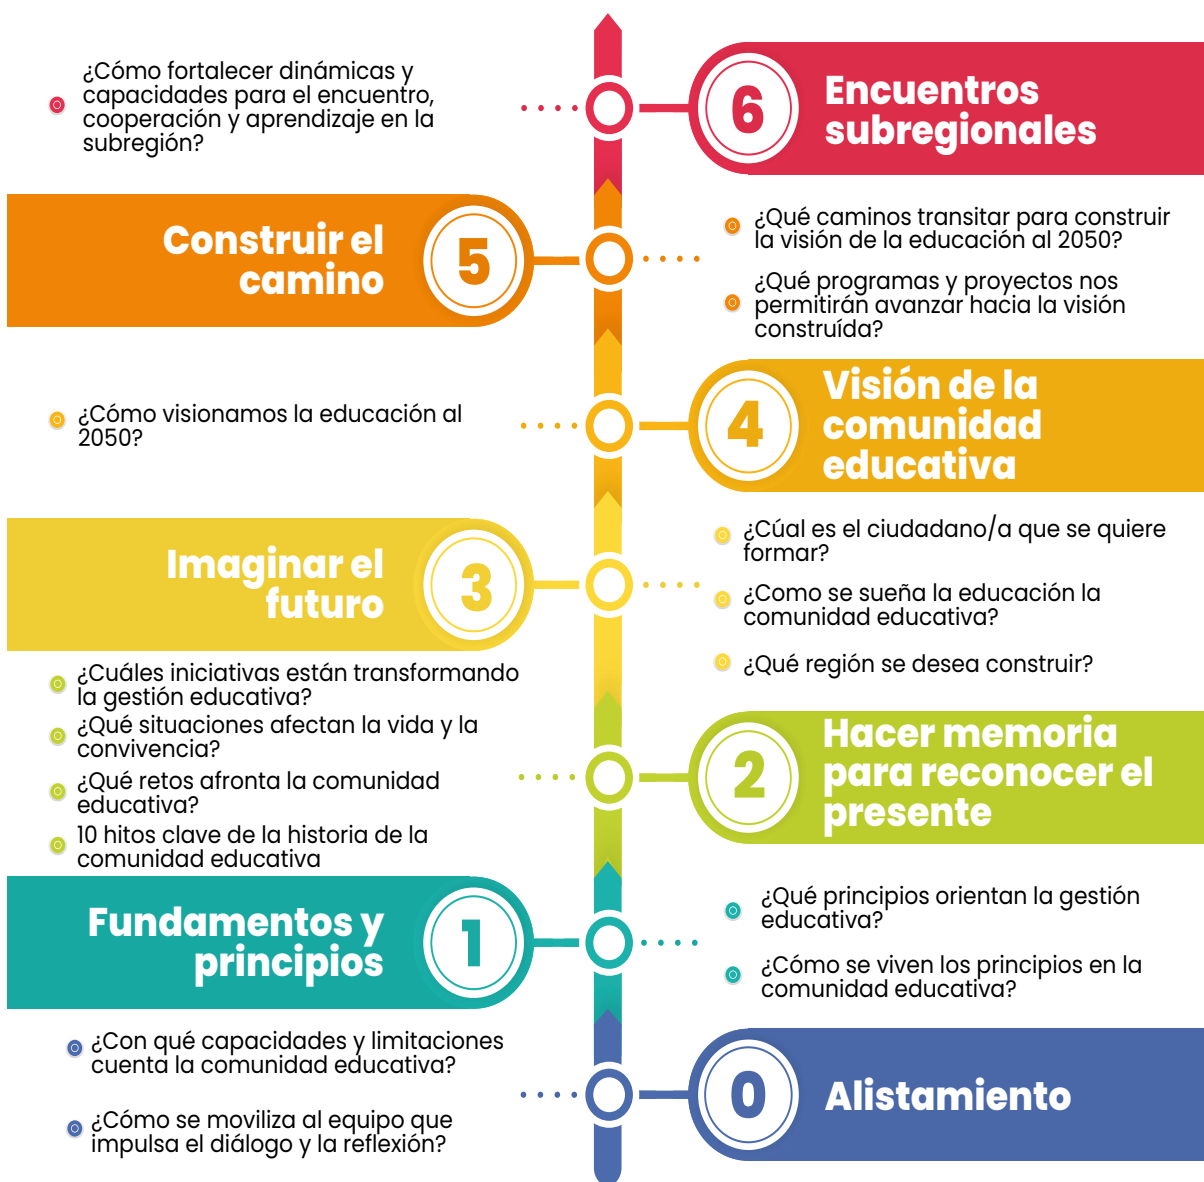 ¿Cómo fortalecer dinámicas y
capacidades para el encuentro,
cooperación y aprendizaje en la
subregión?
6
Encuentros
subregionales
Construir el
camino
5
¿Qué caminos transitar para construir
la visión de la educación al 2050?
¿Qué programas y proyectos nos
permitirán avanzar hacia la visión
construída?
¿Cómo visionamos la educación al
2050?
4
Visión de la
comunidad
educativa
Imaginar el
futuro
3
¿Cúal es el ciudadano/a que se quiere
formar?
¿Como se sueña la educación la
comunidad educativa?
¿Qué región se desea construir?
¿Cuáles iniciativas están transformando
la gestión educativa?
¿Qué situaciones afectan la vida y la
convivencia?
¿Qué retos afronta la comunidad
educativa?
10 hitos clave de la historia de la
comunidad educativa
2
Hacer memoria
para reconocer el
presente
Fundamentos y
principios
1
¿Qué principios orientan la gestión
educativa?
¿Cómo se viven los principios en la
comunidad educativa?
¿Con qué capacidades y limitaciones
cuenta la comunidad educativa?
¿Cómo se moviliza al equipo que
impulsa el diálogo y la reflexión?
0
Alistamiento